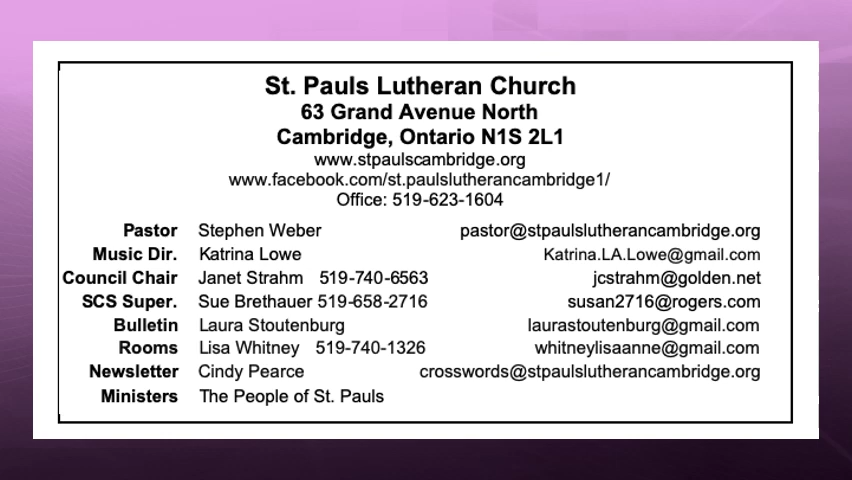 St. Pauls Lutheran Church
63 Grand Avenue North
Cambridge, Ontario N1S 2L1
www.stpaulscambridge.org
www.facebook.com/st.paulslutherancambridge1/
Office: 519-623-1604
Pastor Stephen Weber pastor@stpaulslutherancambridge.org
Music Dir. Katrina Lowe Katrina.LA.Lowe@gmail.com
Council Chair Janet Strahm 519-740-6563 jcstrahm@golden.net
SCS Super. Sue Brethauer 519-658-2716 susan2716@rogers.com
Bulletin Laura Stoutenburg laurastoutenburg@gmail.com
Rooms Lisa Whitney 519-740-1326 whitneylisaanne@gmail.com
Newsletter Cindy Pearce crosswords@stpaulslutherancambridge.org
Ministers The People of St. Pauls